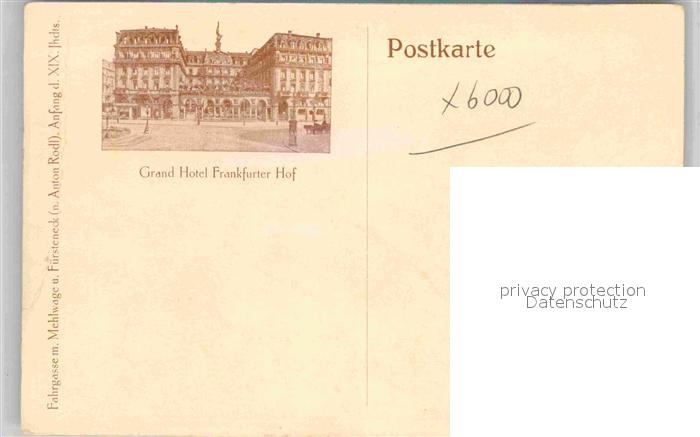 Fahrgasse m. Mehlwage u. Fürsteneck (n. Anton Rodl). Anfang d. XIX. Jhdts.
Grand Hotel Frankfurter Hof
Postkarte
x6000
privacy protection
Datenschutz